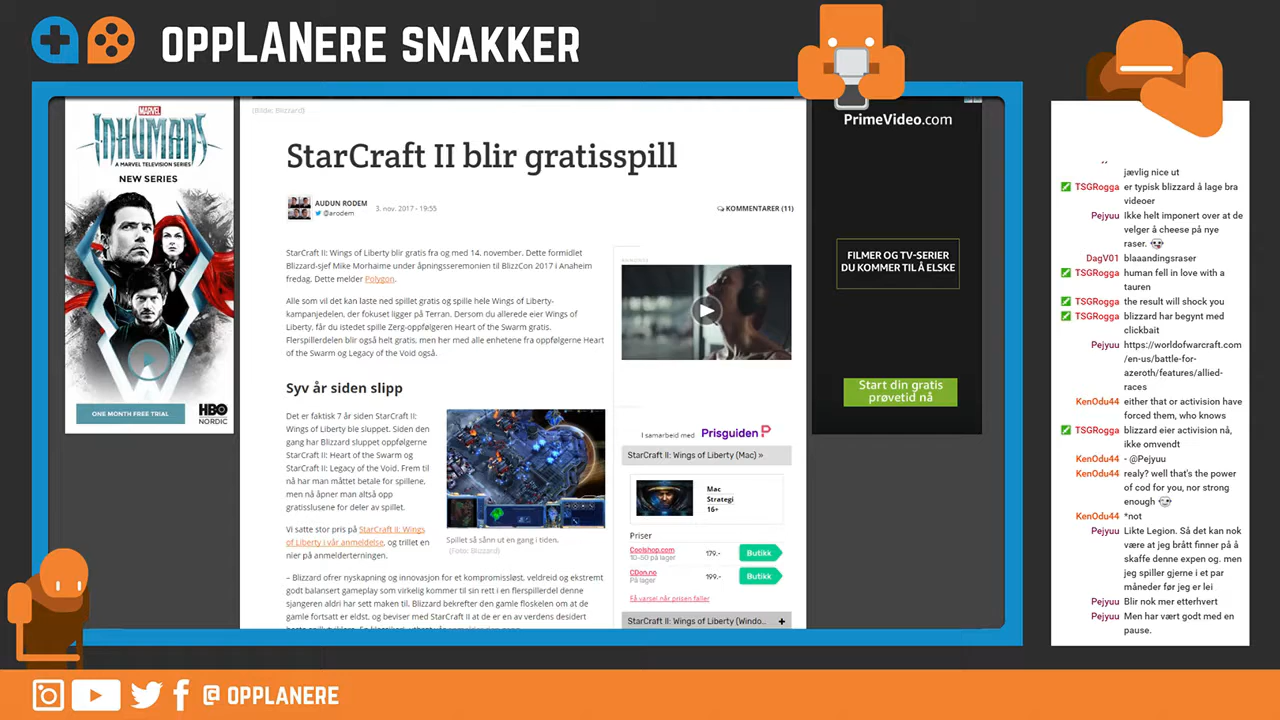 OPPLANERE SNAKKER
MARVEL
INHUMANS
A MARVEL TELEVISION SERIES
NEW SERIES
ONE MONTH FREE TRIAL
HBO
NORDIC
(Bilde: Blizzard)
StarCraft II blir gratisspill
AUDUN RODEM
@arodem
3. nov. 2017 - 19:55
KOMMENTARER (11)
StarCraft II: Wings of Liberty blir gratis fra og med 14. november. Dette formidlet
Blizzard-sjef Mike Morhaime under åpningsseremonien til BlizzCon 2017 i Anaheim
fredag. Dette melder Polygon.
Alle som vil det kan laste ned spillet gratis og spille hele Wings of Liberty-
kampanjedelen, der fokuset ligger på Terran. Dersom du allerede eier Wings of
Liberty, får du istedet spille Zerg-oppfølgeren Heart of the Swarm gratis.
Flerspillerdelen blir også helt gratis, men her med alle enhetene fra oppfølgerne Heart
of the Swarm og Legacy of the Void også.
Syv år siden slipp
Det er faktisk 7 år siden StarCraft II:
Wings of Liberty ble sluppet. Siden den
gang har Blizzard sluppet oppfølgerne
StarCraft II: Heart of the Swarm og
StarCraft II: Legacy of the Void. Frem til
nå har man måttet betale for spillene,
men nå åpner man altså opp
gratisslusene for deler av spillet.
Vi satte stor pris på StarCraft II: Wings
of Liberty i vår anmeldelse, og trillet en
nier på anmelderterningen.
Spillet så sånn ut en gang i tiden.
(Foto: Blizzard)
– Blizzard ofrer nyskapning og innovasjon for et kompromissløst, veldreid og ekstremt
godt balansert gameplay som virkelig kommer til sin rett i en flerspillerdel denne
sjangeren aldri har sett maken til. Blizzard bekrefter den gamle floskelen om at de
gamle fortsatt er eldst, og beviser med StarCraft II at de er en av verdens desidert
ANNONSE
I samarbeid med Prisguiden
StarCraft II: Wings of Liberty (Mac) »
Mac
Strategi
16+
Priser
Coolshop.com
10-50 på lager
179.-
Butikk
CDon.no
På lager
199.-
Butikk
Få varsel når prisen faller
StarCraft II: Wings of Liberty (Windo... +
PrimeVideo.com
FILMER OG TV-SERIER
DU KOMMER TIL Å ELSKE
Start din gratis
prøvetid nå
jævlig nice ut
TSGRogga er typisk blizzard å lage bra
videoer
Pejyuu Ikke helt imponert over at de
velger å cheese på nye
raser.
DagV01 blaaandingsraser
TSGRogga human fell in love with a
tauren
TSGRogga the result will shock you
TSGRogga blizzard har begynt med
clickbait
Pejyuu https://worldofwarcraft.com
/en-us/battle-for-
azeroth/features/allied-
races
KenOdu44 either that or activision have
forced them, who knows
TSGRogga blizzard eier activision nå,
ikke omvendt
KenOdu44 - @Pejyuu
KenOdu44 realy? well that's the power
of cod for you, nor strong
enough
KenOdu44 *not
Pejyuu Likte Legion. Så det kan nok
være at jeg brått finner på å
skaffe denne expen og. men
jeg spiller gjerne i et par
måneder før jeg er lei
Pejyuu Blir nok mer etterhvert
Pejyuu Men har vært godt med en
pause.
@ OPPLANERE